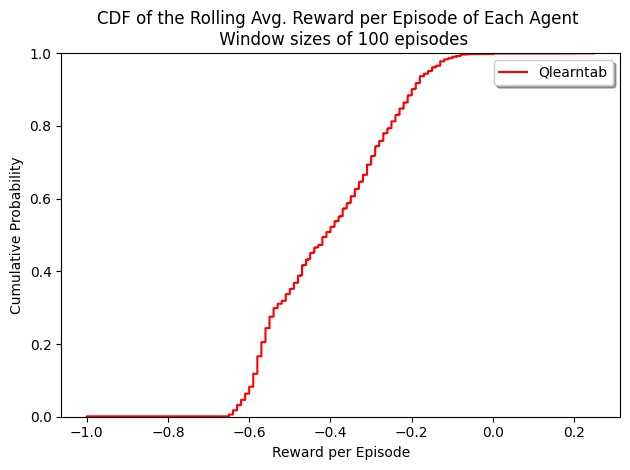 CDF of the Rolling Avg. Reward per Episode of Each Agent
Window sizes of 100 episodes
Qlearntab
Cumulative Probability
1.0
0.8
0.6
0.4
0.2
0.0
−1.0 −0.8 −0.6 −0.4 −0.2 0.0 0.2
Reward per Episode